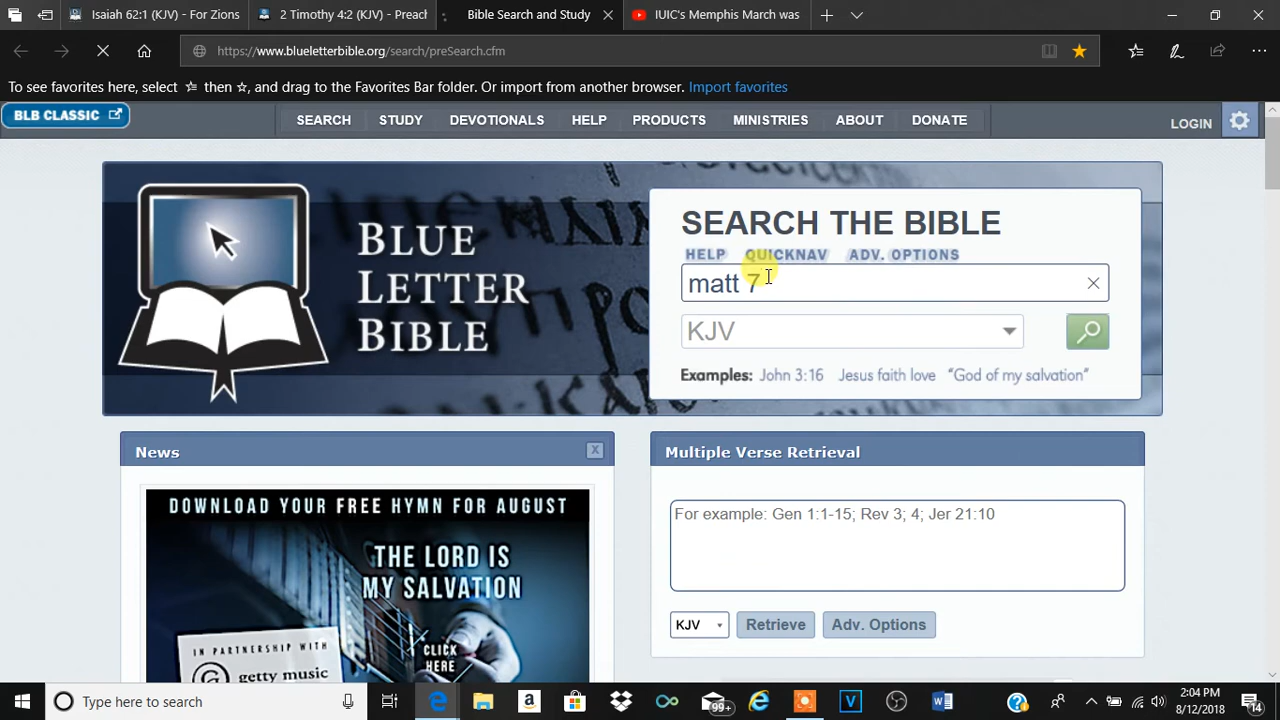 Isaiah 62:1 (KJV) - For Zions
2 Timothy 4:2 (KJV) - Preach
Bible Search and Study
IUIC's Memphis March was
https://www.blueletterbible.org/search/preSearch.cfm
To see favorites here, select ☆ then ☆, and drag to the Favorites Bar folder. Or import from another browser. Import favorites
BLB CLASSIC
SEARCH STUDY DEVOTIONALS HELP PRODUCTS MINISTRIES ABOUT DONATE
LOGIN
BLUE
LETTER
BIBLE
SEARCH THE BIBLE
HELP QUICKNAV ADV. OPTIONS
matt 7
KJV
Examples: John 3:16 Jesus faith love "God of my salvation"
News
X
DOWNLOAD YOUR FREE HYMN FOR AUGUST
THE LORD IS
MY SALVATION
CLICK
HERE
IN PARTNERSHIP WITH
G getty music
Multiple Verse Retrieval
For example: Gen 1:1-15; Rev 3; 4; Jer 21:10
KJV Retrieve Adv. Options
Type here to search
99+
2:04 PM
8/12/2018
14